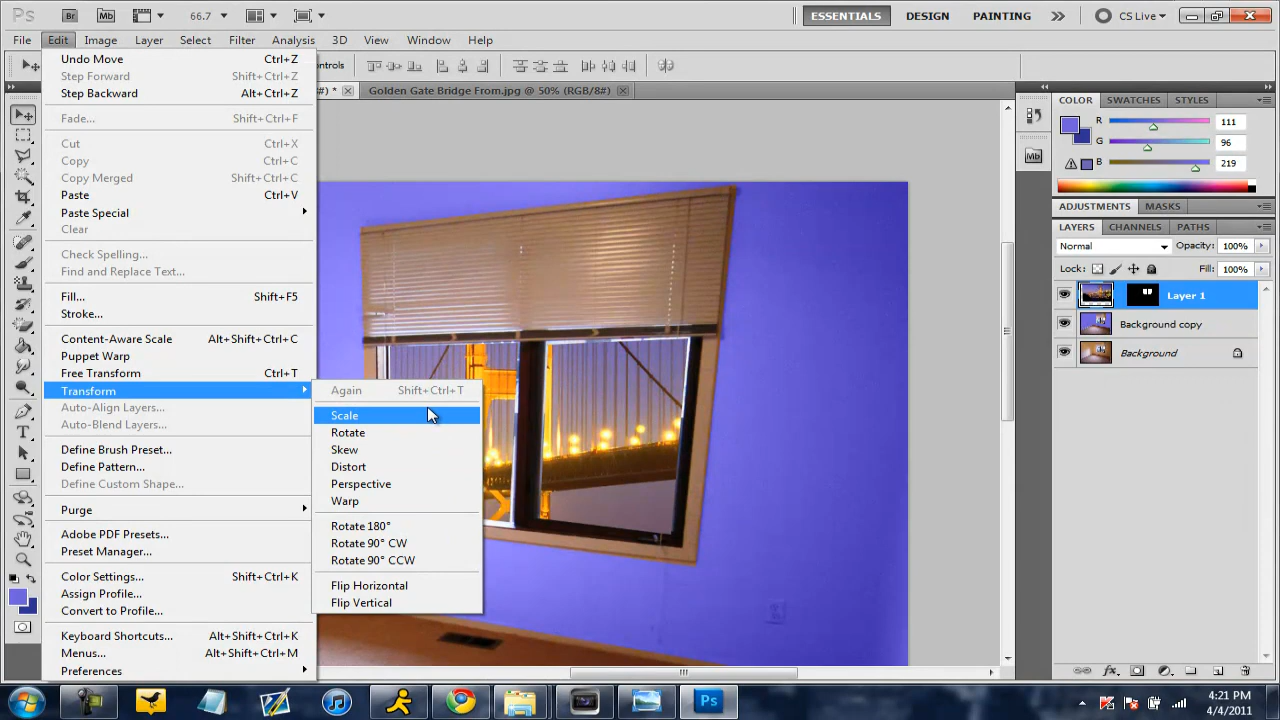 Ps Br Mb 66.7 ESSENTIALS DESIGN PAINTING CS Live
File Edit Image Layer Select Filter Analysis 3D View Window Help
Undo Move Ctrl+Z
Step Forward Shift+Ctrl+Z
Step Backward Alt+Ctrl+Z
Fade... Shift+Ctrl+F
Cut Ctrl+X
Copy Ctrl+C
Copy Merged Shift+Ctrl+C
Paste Ctrl+V
Paste Special
Clear
Check Spelling...
Find and Replace Text...
Fill... Shift+F5
Stroke...
Content-Aware Scale Alt+Shift+Ctrl+C
Puppet Warp
Free Transform Ctrl+T
Transform
Auto-Align Layers...
Auto-Blend Layers...
Define Brush Preset...
Define Pattern...
Define Custom Shape...
Purge
Adobe PDF Presets...
Preset Manager...
Color Settings... Shift+Ctrl+K
Assign Profile...
Convert to Profile...
Keyboard Shortcuts... Alt+Shift+Ctrl+K
Menus... Alt+Shift+Ctrl+M
Preferences
Again Shift+Ctrl+T
Scale
Rotate
Skew
Distort
Perspective
Warp
Rotate 180°
Rotate 90° CW
Rotate 90° CCW
Flip Horizontal
Flip Vertical
ntrols
#) * Golden Gate Bridge From.jpg @ 50% (RGB/8#)
Mb
COLOR SWATCHES STYLES
R 111
G 96
B 219
ADJUSTMENTS MASKS
LAYERS CHANNELS PATHS
Normal Opacity: 100%
Lock: Fill: 100%
Layer 1
Background copy
Background
fx
T
Ps
4:21 PM
4/4/2011